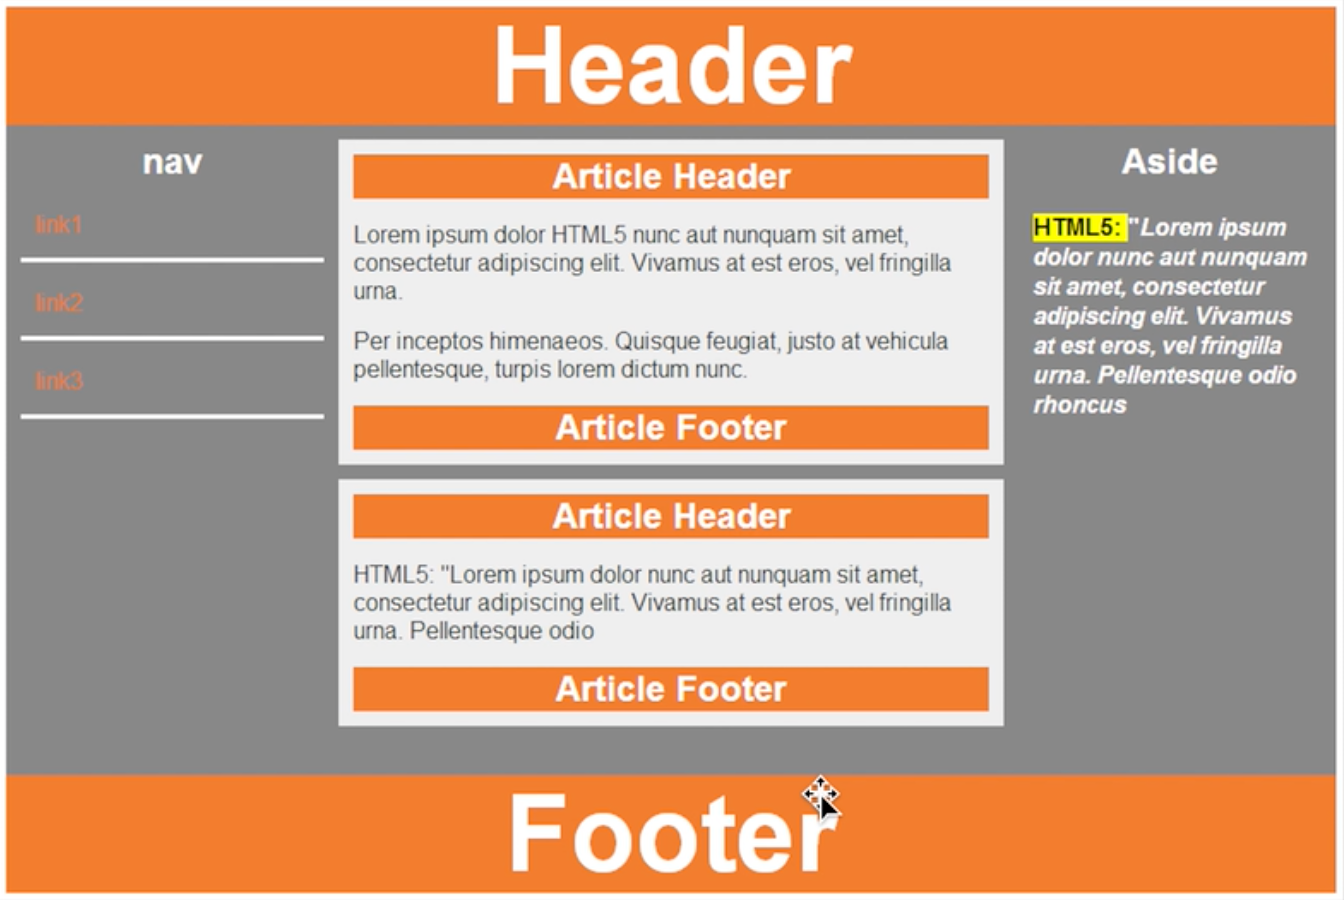 Header
nav
link1
link2
link3
Article Header
Lorem ipsum dolor HTML5 nunc aut nunquam sit amet,
consectetur adipiscing elit. Vivamus at est eros, vel fringilla
urna.
Per inceptos himenaeos. Quisque feugiat, justo at vehicula
pellentesque, turpis lorem dictum nunc.
Article Footer
Article Header
HTML5: "Lorem ipsum dolor nunc aut nunquam sit amet,
consectetur adipiscing elit. Vivamus at est eros, vel fringilla
urna. Pellentesque odio
Article Footer
Aside
HTML5: "Lorem ipsum
dolor nunc aut nunquam
sit amet, consectetur
adipiscing elit. Vivamus
at est eros, vel fringilla
urna. Pellentesque odio
rhoncus
Footer